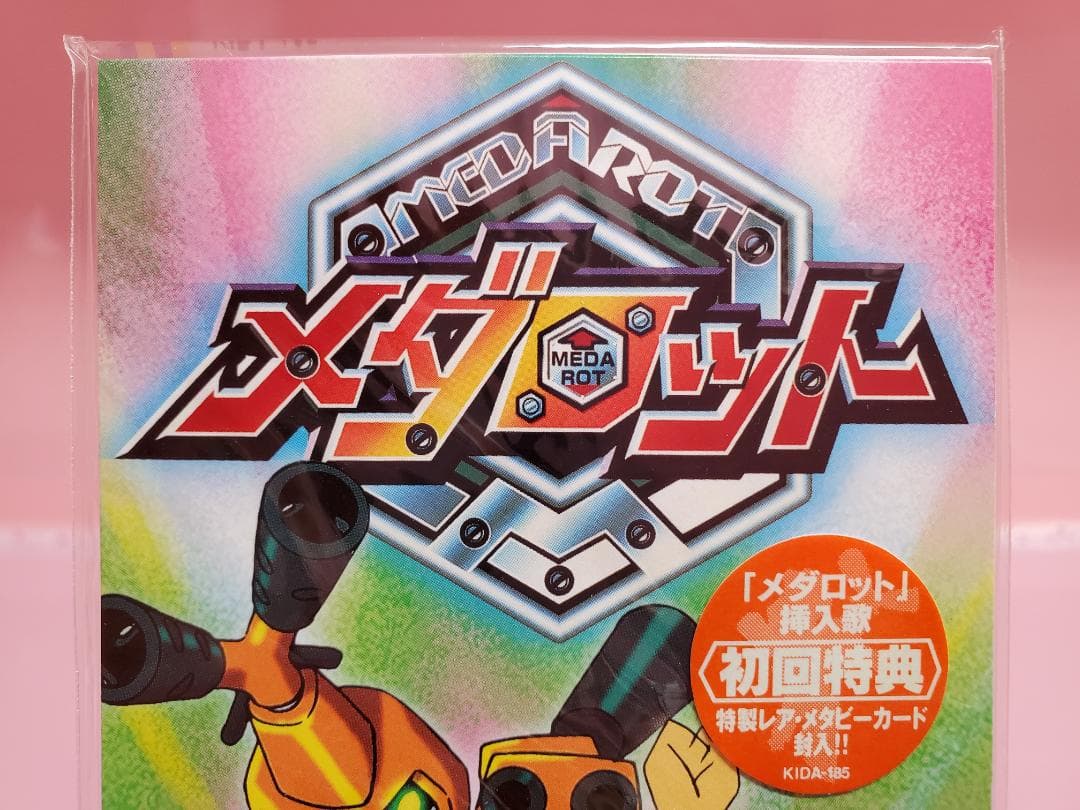 MEDAROT
メダロット
MEDA
ROT
「メダロット」
挿入歌
初回特典
特製レア・メタビーカード
封入!!
KIDA-185